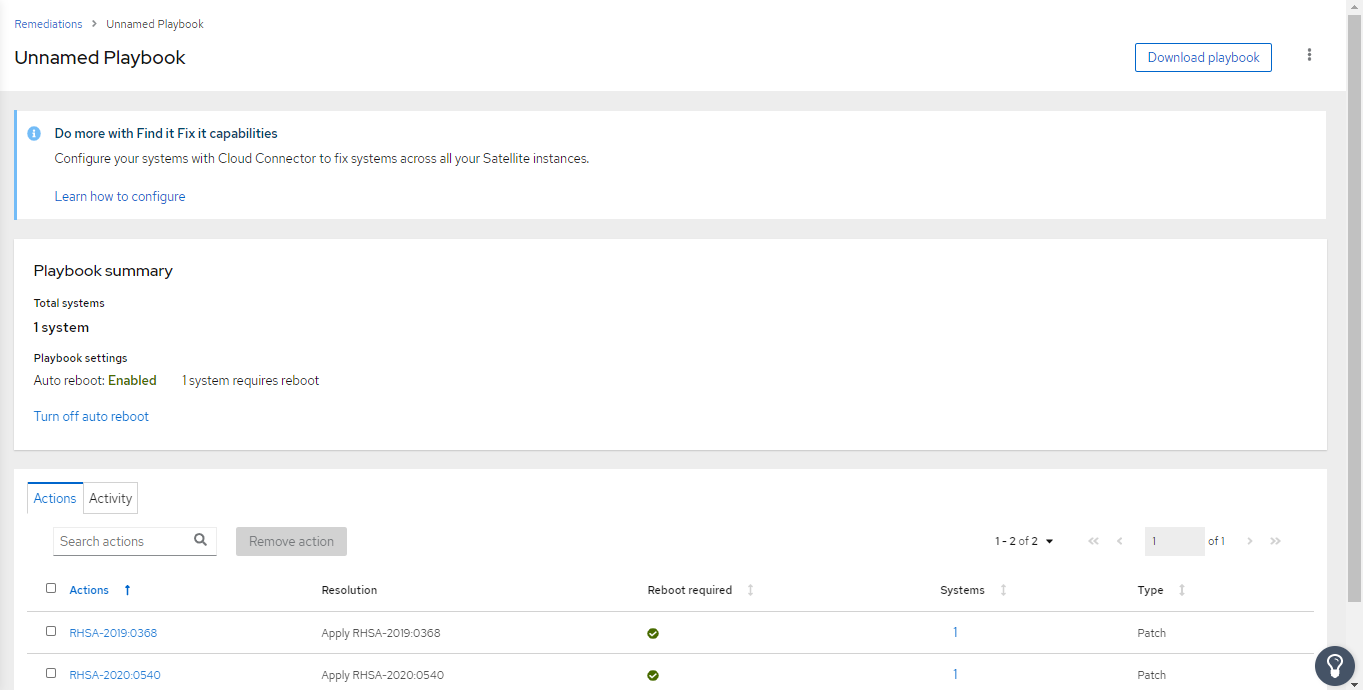 Remediations > Unnamed Playbook
Unnamed Playbook
Download playbook
Do more with Find it Fix it capabilities
Configure your systems with Cloud Connector to fix systems across all your Satellite instances.
Learn how to configure
Playbook summary
Total systems
1 system
Playbook settings
Auto reboot: Enabled 1 system requires reboot
Turn off auto reboot
Actions Activity
Search actions Remove action 1 - 2 of 2 1 of 1
Actions Resolution Reboot required Systems Type
RHSA-2019:0368 Apply RHSA-2019:0368 1 Patch
RHSA-2020:0540 Apply RHSA-2020:0540 1 Patch